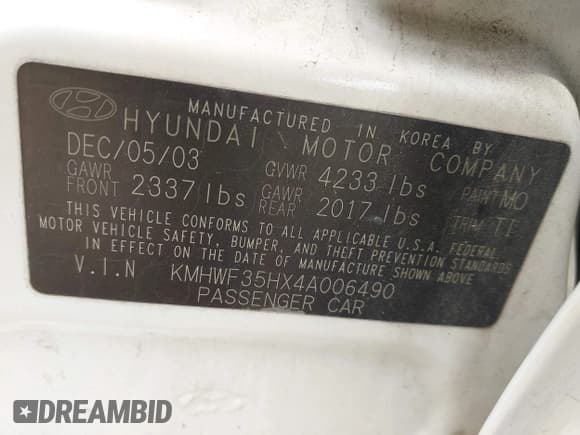 MANUFACTURED IN KOREA BY
HYUNDAI MOTOR COMPANY
DEC/05/03
GAWR FRONT 2337 lbs
GVWR 4233 lbs
PAINT MO
GAWR REAR 2017 lbs
TRIM TI
THIS VEHICLE CONFORMS TO ALL APPLICABLE U.S.A. FEDERAL
MOTOR VEHICLE SAFETY, BUMPER, AND THEFT PREVENTION STANDARDS
IN EFFECT ON THE DATE OF MANUFACTURE SHOWN ABOVE
V.I.N KMHWF35HX4A006490
PASSENGER CAR
DREAMBID